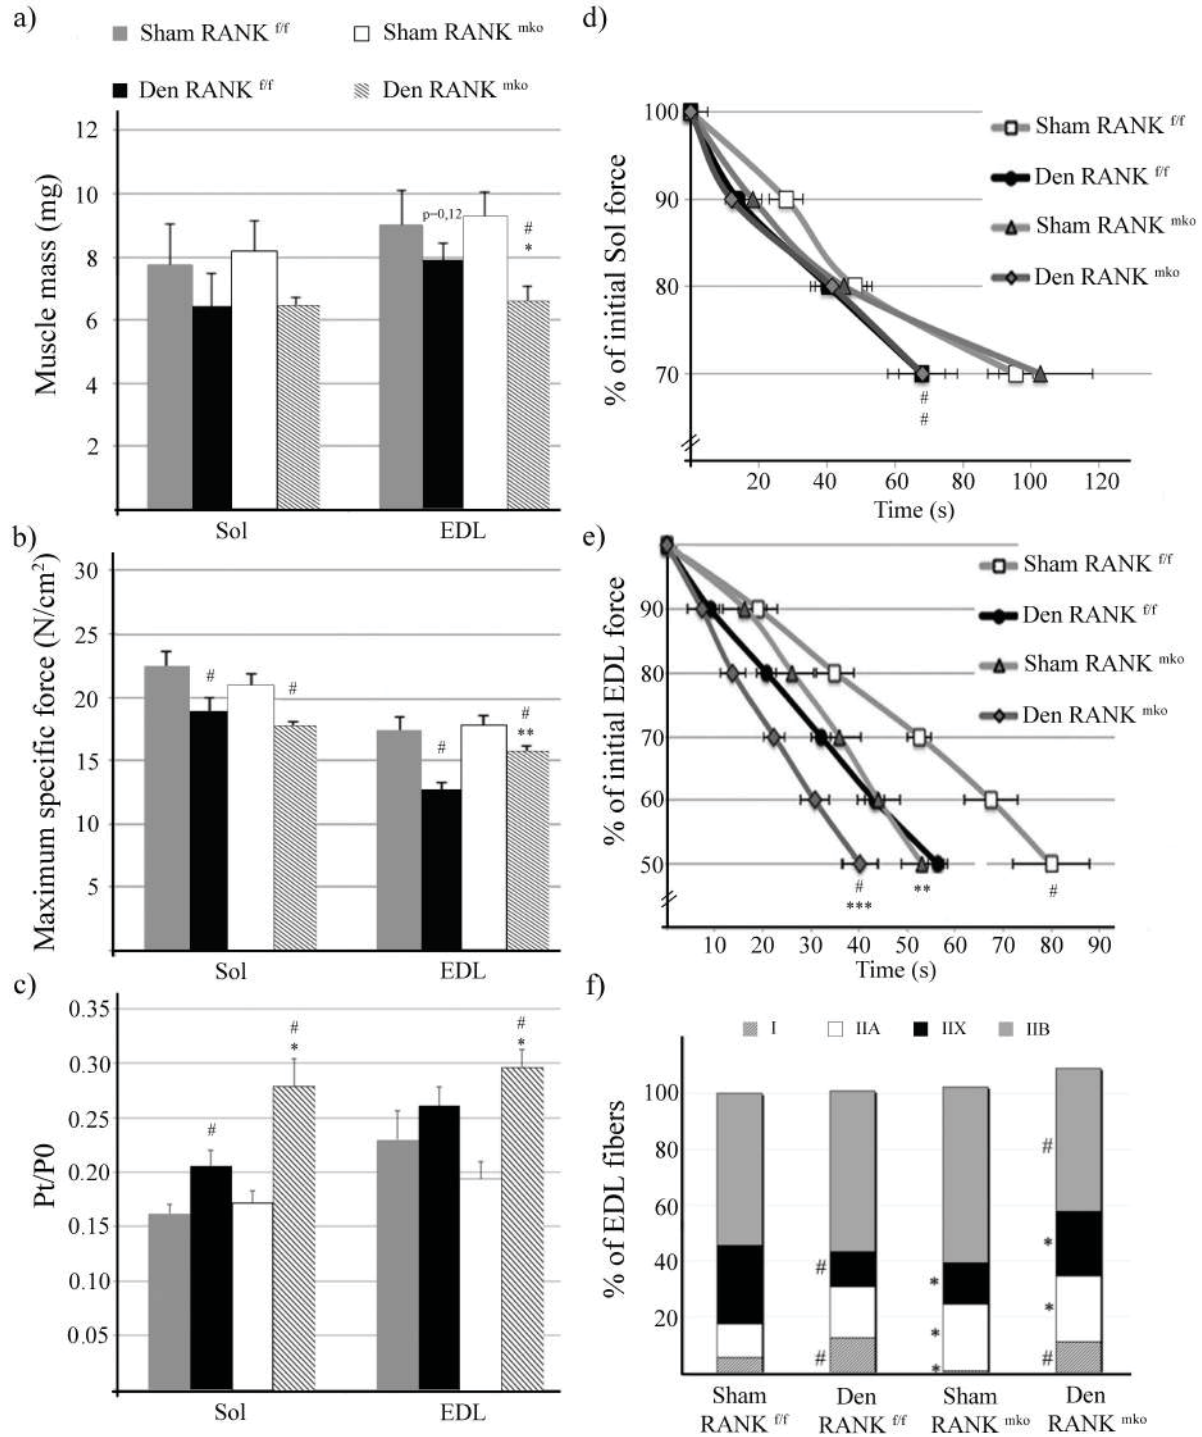 a)
Sham RANK f/f
Sham RANK mko
Den RANK f/f
Den RANK mko
Muscle mass (mg)
12
10
8
6
4
2
p=0,12
#
*
Sol
EDL
b)
Maximum specific force (N/cm²)
30
25
20
15
10
5
#
#
#
#
**
Sol
EDL
c)
Pt/P0
0.35
0.30
0.25
0.20
0.15
0.10
0.05
#
#
*
#
*
Sol
EDL
d)
% of initial Sol force
100
90
80
70
Sham RANK f/f
Den RANK f/f
Sham RANK mko
Den RANK mko
#
#
20
40
60
80
100
120
Time (s)
e)
% of initial EDL force
90
80
70
60
50
Sham RANK f/f
Den RANK f/f
Sham RANK mko
Den RANK mko
#
***
**
#
10
20
30
40
50
60
70
80
90
Time (s)
f)
I
IIA
IIX
IIB
% of EDL fibers
100
80
60
40
20
#
#
*
*
*
#
*
*
#
Sham
RANK f/f
Den
RANK f/f
Sham
RANK mko
Den
RANK mko